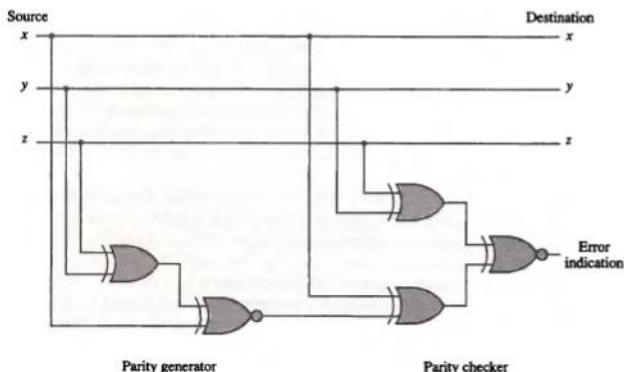 Source
Destination
x
x
y
y
z
z
Error
indication
Parity generator
Parity checker